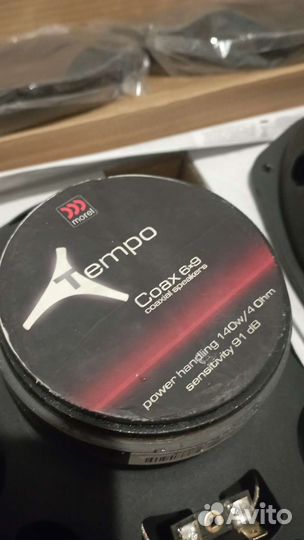 morel
Tempo
Coax 6x9
coaxial speakers
power handling 140w/4 Ohm
sensitivity 91 dB
Avito